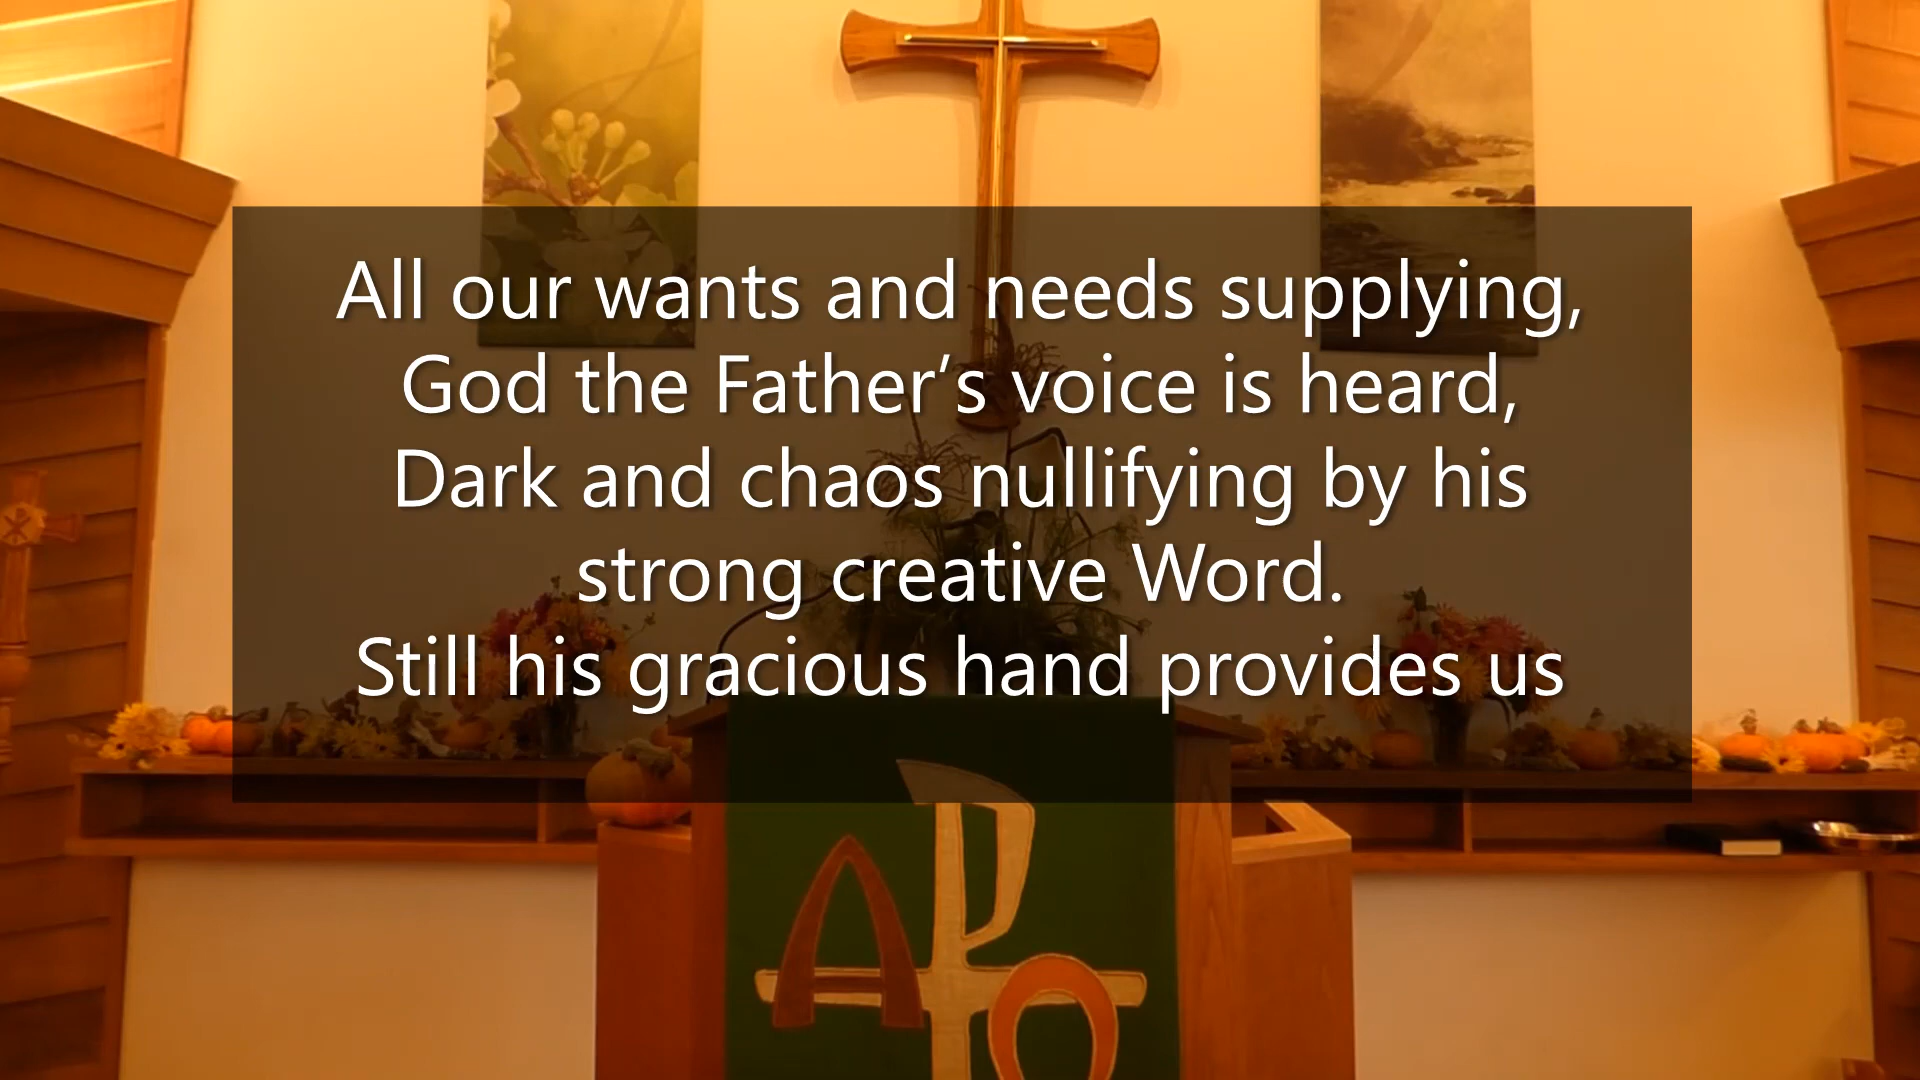 All our wants and needs supplying,
God the Father’s voice is heard,
Dark and chaos nullifying by his
strong creative Word.
Still his gracious hand provides us